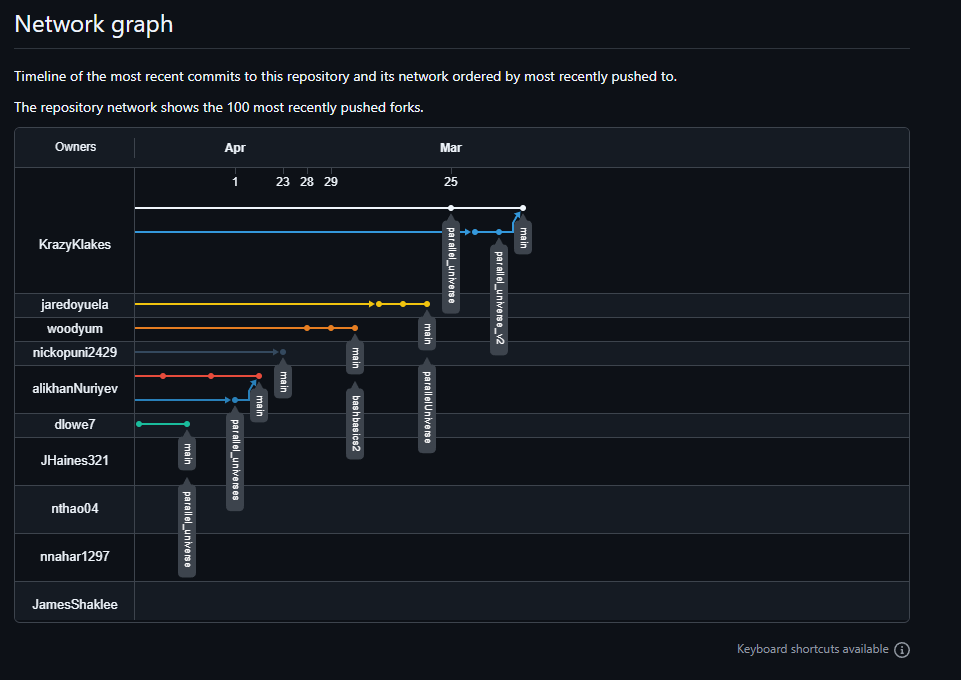 Network graph
Timeline of the most recent commits to this repository and its network ordered by most recently pushed to.
The repository network shows the 100 most recently pushed forks.
Owners Apr Mar
1 23 28 29 25
KrazyKlakes
parallel_universe
main
parallel_universe_v2
jaredoyuela
main
parallelUniverse
woodyum
main
bashbasics2
nickopuni2429
main
alikhanNuriyev
main
parallel_universes
dlowe7
main
parallel_universe
JHaines321
nthao04
nnahar1297
JamesShaklee
Keyboard shortcuts available